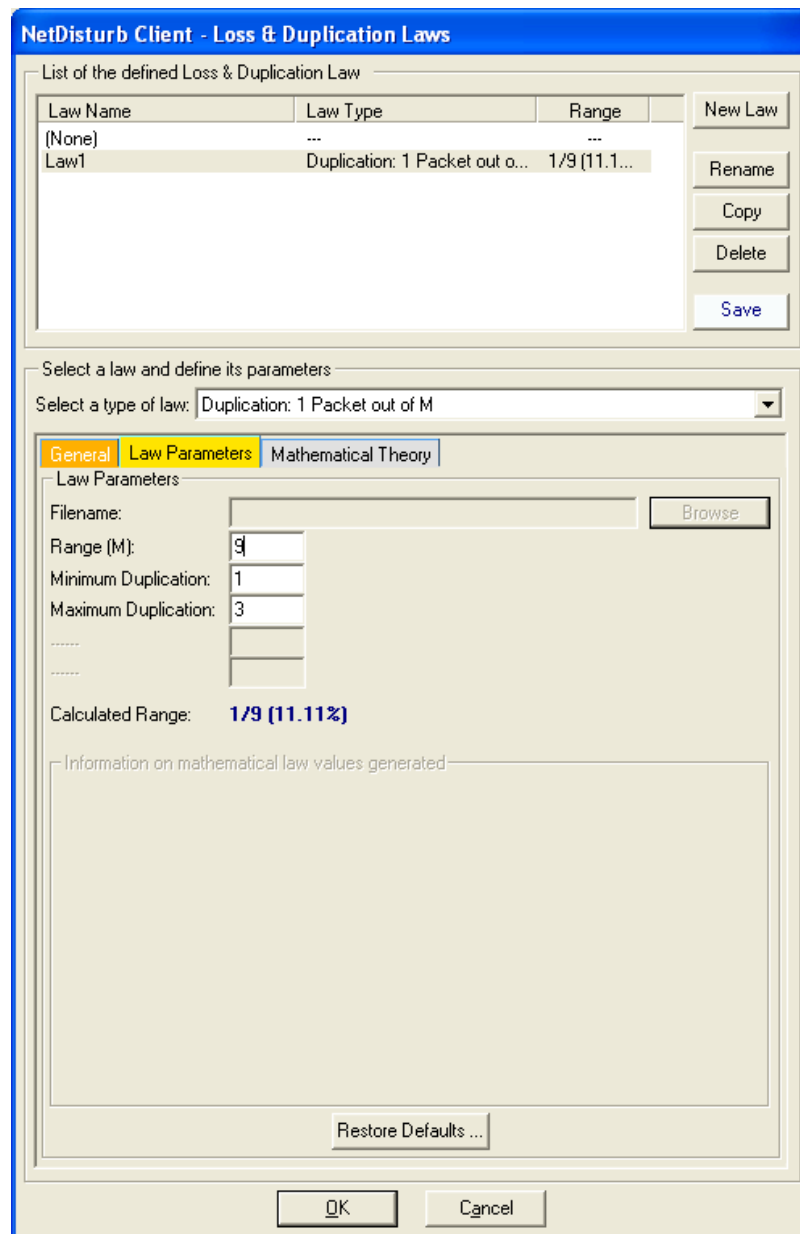 NetDisturb Client - Loss & Duplication Laws
List of the defined Loss & Duplication Law
Law Name Law Type Range
(None) --- ---
Law1 Duplication: 1 Packet out o... 1/9 (11.1...
New Law
Rename
Copy
Delete
Save
Select a law and define its parameters
Select a type of law: Duplication: 1 Packet out of M
General Law Parameters Mathematical Theory
Law Parameters
Filename: Browse
Range (M): 9
Minimum Duplication: 1
Maximum Duplication: 3
------
------
Calculated Range: 1/9 (11.11%)
Information on mathematical law values generated
Restore Defaults ...
OK Cancel